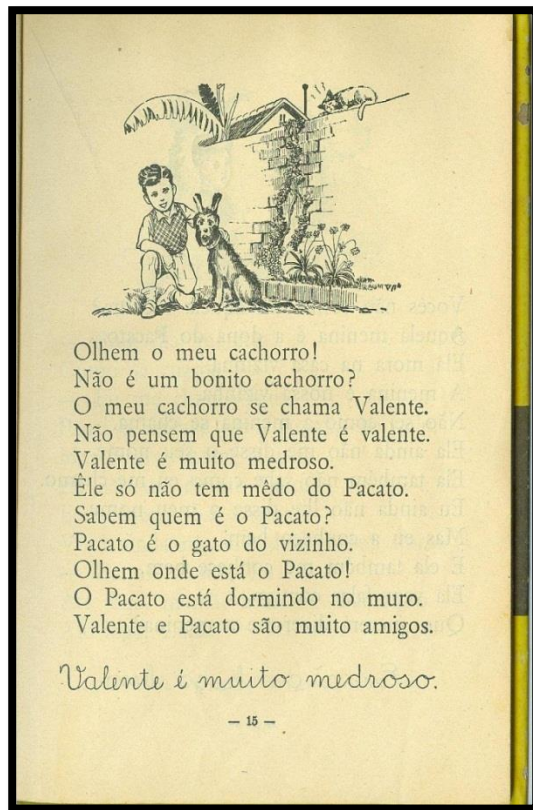 Olhem o meu cachorro!
Não é um bonito cachorro?
O meu cachorro se chama Valente.
Não pensem que Valente é valente.
Valente é muito medroso.
Êle só não tem mêdo do Pacato.
Sabem quem é o Pacato?
Pacato é o gato do vizinho.
Olhem onde está o Pacato!
O Pacato está dormindo no muro.
Valente e Pacato são muito amigos.
Valente é muito medroso.
— 15 —